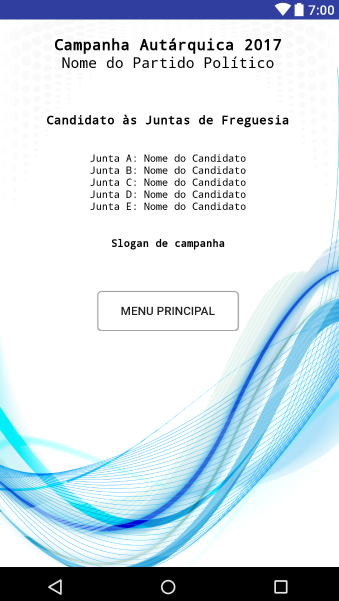 7:00
Campanha Autárquica 2017
Nome do Partido Político
Candidato às Juntas de Freguesia
Junta A: Nome do Candidato
Junta B: Nome do Candidato
Junta C: Nome do Candidato
Junta D: Nome do Candidato
Junta E: Nome do Candidato
Slogan de campanha
MENU PRINCIPAL